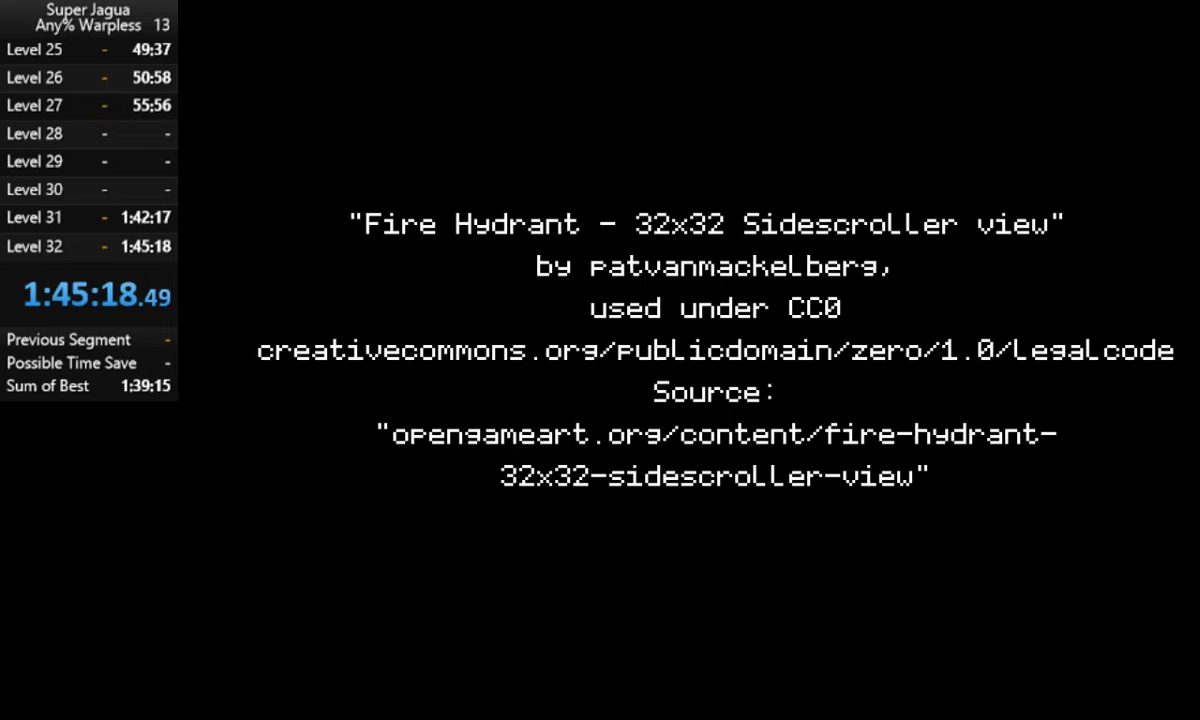 Super Jagua
Any% Warpless 13
Level 25 - 49:37
Level 26 - 50:58
Level 27 - 55:56
Level 28 - -
Level 29 - -
Level 30 - -
Level 31 - 1:42:17
Level 32 - 1:45:18
1:45:18.49
Previous Segment -
Possible Time Save -
Sum of Best 1:39:15
"Fire Hydrant - 32x32 Sidescroller view"
by patvanmackelberg,
used under CC0
creativecommons.org/publicdomain/zero/1.0/legalcode
Source:
"opengameart.org/content/fire-hydrant-
32x32-sidescroller-view"